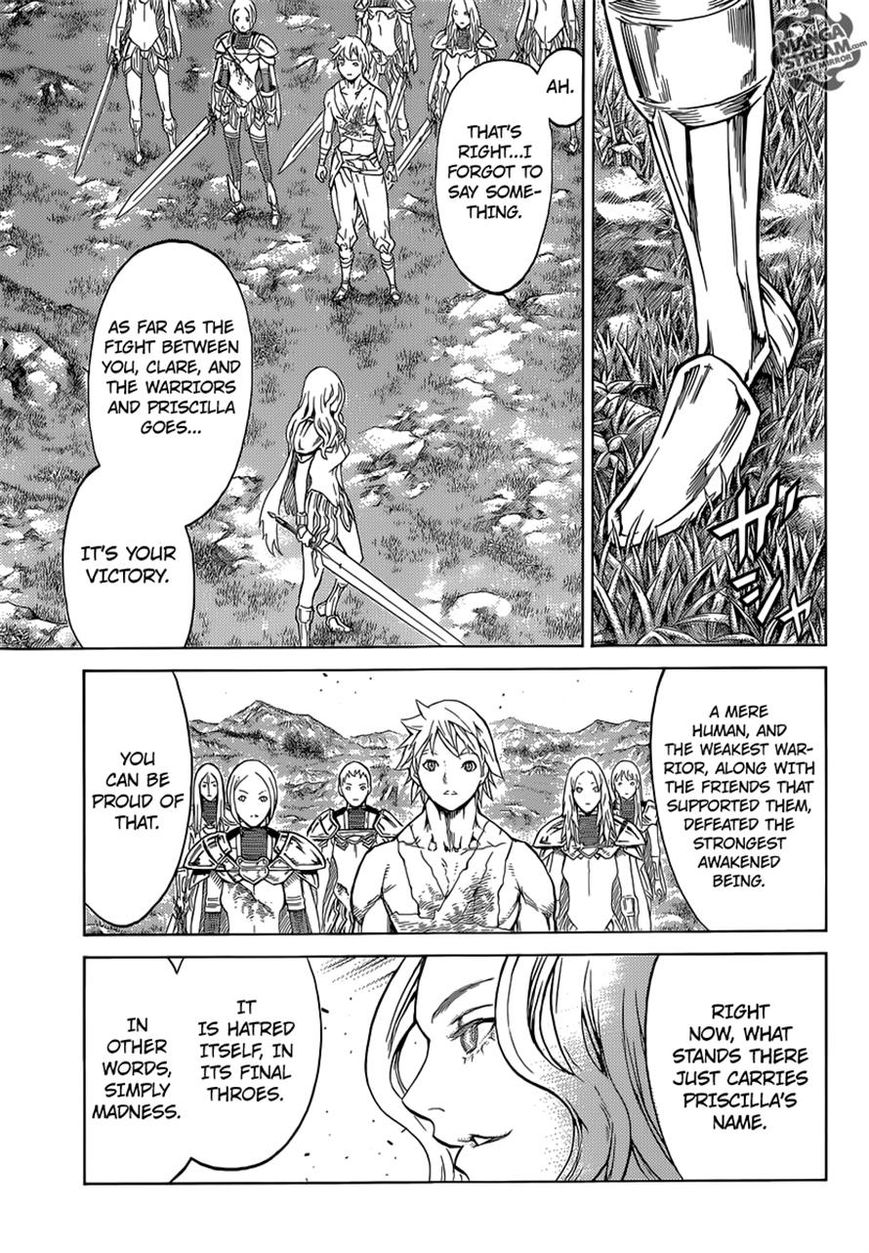 MANGA
STREAM.com
AH.
THAT'S
RIGHT...I
FORGOT TO
SAY SOME-
THING.
AS FAR AS THE
FIGHT BETWEEN
YOU, CLARE, AND
THE WARRIORS
AND PRISCILLA
GOES...
IT'S YOUR
VICTORY.
ガシャ
A MERE
HUMAN, AND
THE WEAKEST WAR-
RIOR, ALONG WITH
THE FRIENDS THAT
SUPPORTED THEM,
DEFEATED THE
STRONGEST
AWAKENED
BEING.
YOU
CAN BE
PROUD OF
THAT.
RIGHT
NOW, WHAT
STANDS THERE
JUST CARRIES
PRISCILLA'S
NAME.
IT
IS HATRED
ITSELF, IN
ITS FINAL
THROES.
IN
OTHER
WORDS,
SIMPLY
MADNESS.